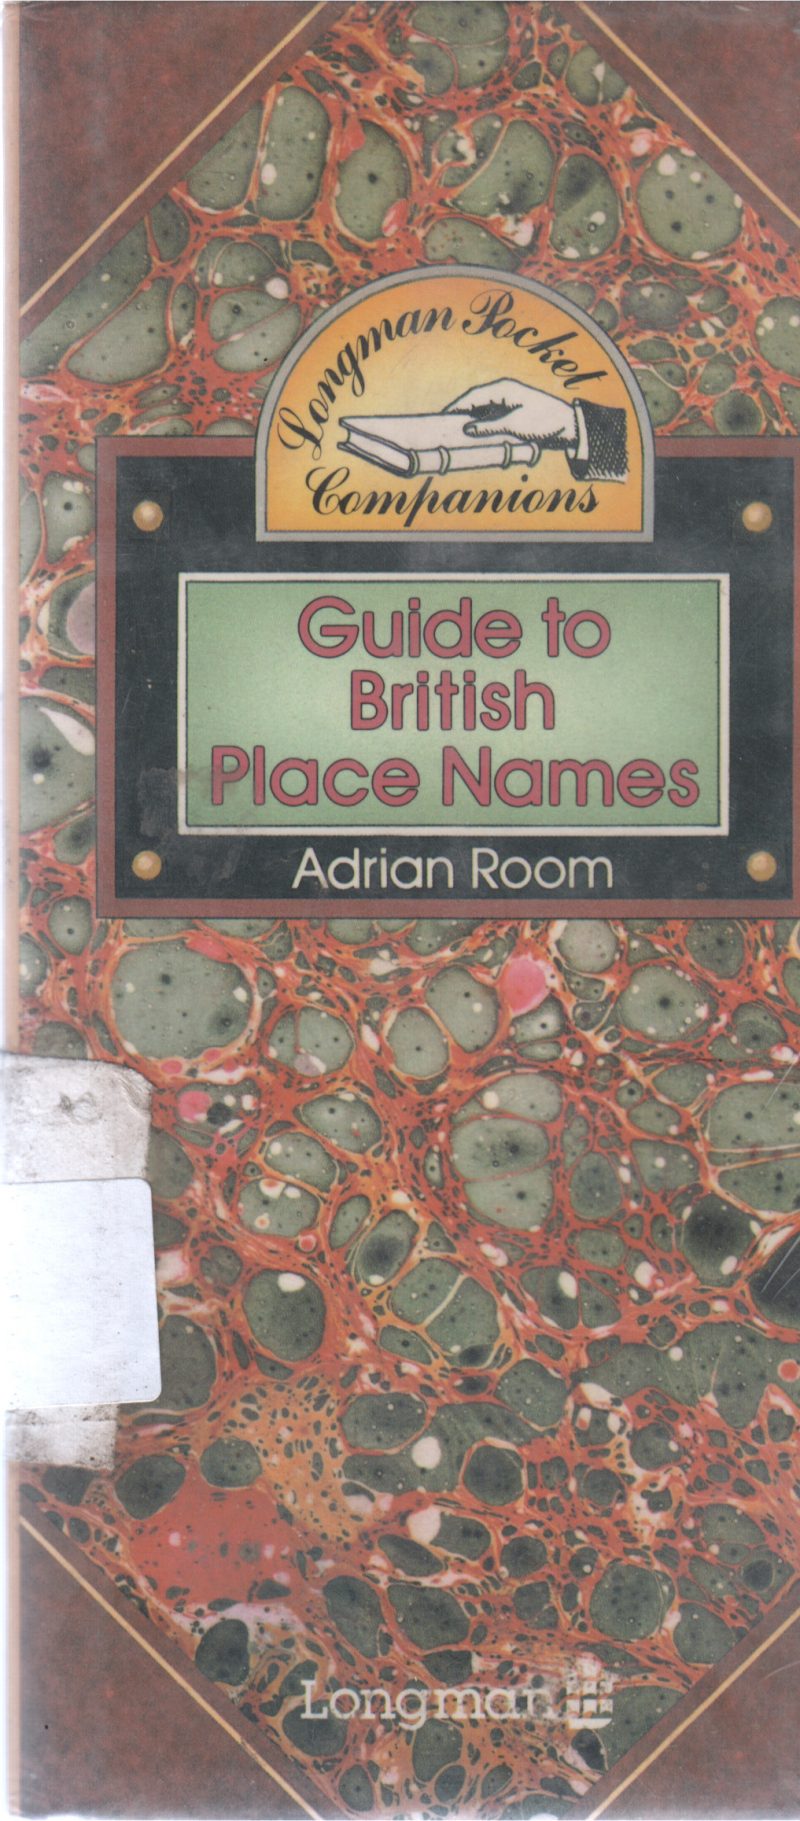 Longman Pocket
Companions
Guide to
British
Place Names
Adrian Room
Longman